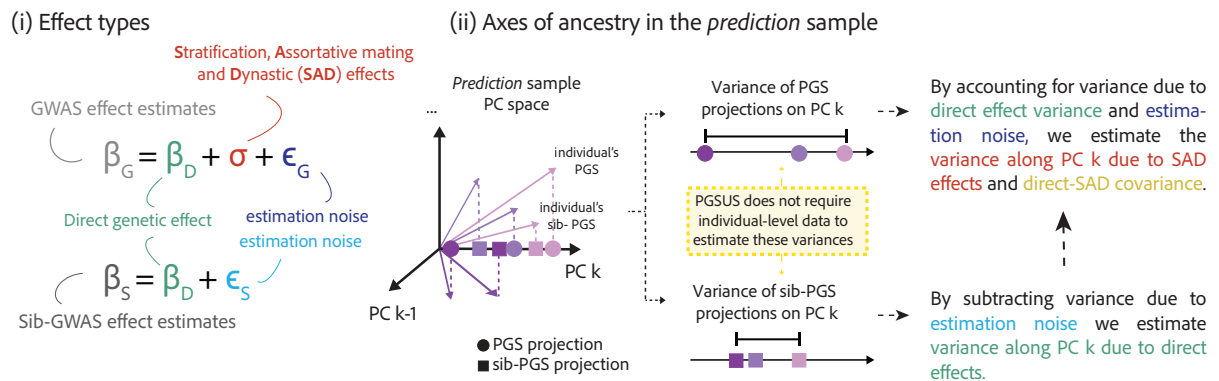 (i) Effect types
Stratification, Assortative mating
and Dynastic (SAD) effects
GWAS effect estimates
β_G = β_D + σ + ϵ_G
Direct genetic effect
estimation noise
estimation noise
β_S = β_D + ϵ_S
Sib-GWAS effect estimates
(ii) Axes of ancestry in the prediction sample
Prediction sample
PC space
...
individual's
PGS
individual's
sib- PGS
PC k
PC k-1
PGS projection
sib-PGS projection
Variance of PGS
projections on PC k
PGSUS does not require
individual-level data to
estimate these variances
Variance of sib-PGS
projections on PC k
By accounting for variance due to
direct effect variance and estima-
tion noise, we estimate the
variance along PC k due to SAD
effects and direct-SAD covariance.
By subtracting variance due to
estimation noise we estimate
variance along PC k due to direct
effects.